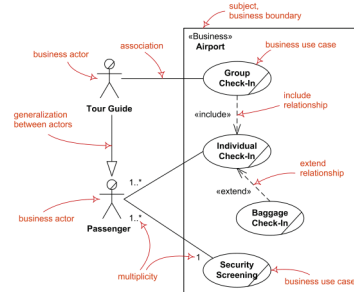 subject,
business boundary
«Business»
Airport
business actor
association
business use case
Group
Check-In
Tour Guide
«include»
include
relationship
generalization
between actors
Individual
Check-In
1..*
extend
relationship
«extend»
business actor
1..*
Passenger
Baggage
Check-In
multiplicity
1
Security
Screening
business use case